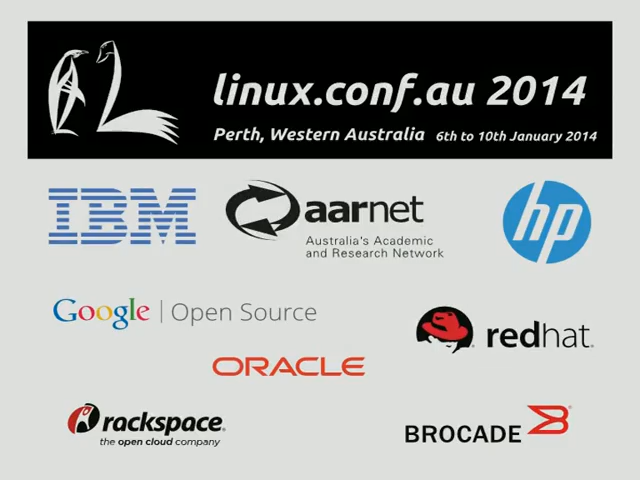 linux.conf.au 2014
Perth, Western Australia 6th to 10th January 2014
IBM
aarnet
Australia's Academic
and Research Network
hp
Google | Open Source
redhat.
ORACLE
rackspace
the open cloud company
BROCADE